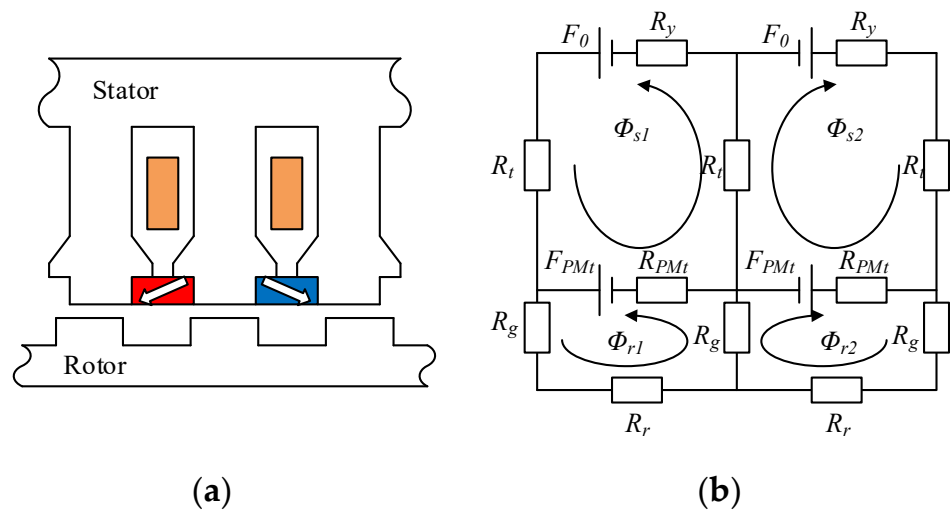 Stator
Rotor
(a)
F0 Ry F0 Ry
Φs1 Φs2
Rt Rt Rt
FPMt RPMt FPMt RPMt
Rg Φr1 Rg Φr2 Rg
Rr Rr
(b)